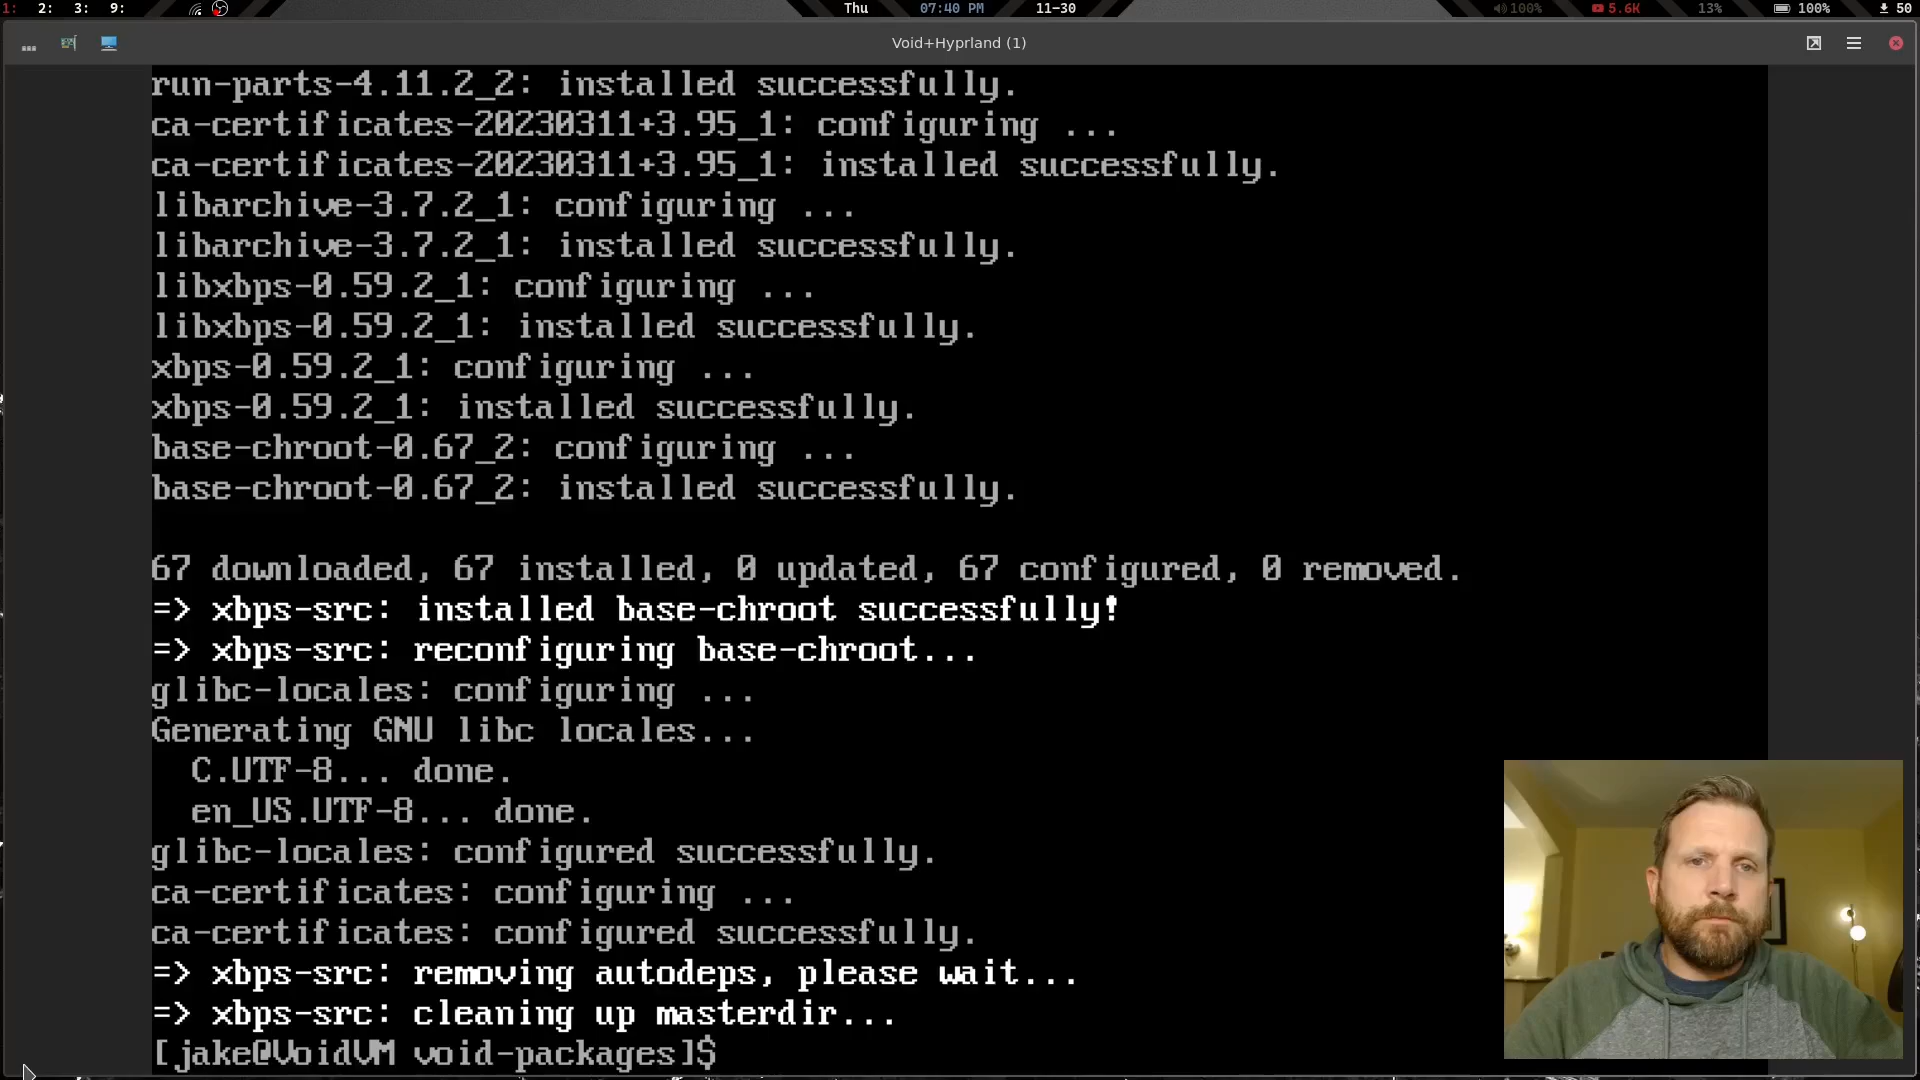 1: 2: 3: 9: Thu 07:40 PM 11-30 100% 5.6K 13% 100% 50
Void+Hyprland (1)
run-parts-4.11.2_2: installed successfully.
ca-certificates-20230311+3.95_1: configuring ...
ca-certificates-20230311+3.95_1: installed successfully.
libarchive-3.7.2_1: configuring ...
libarchive-3.7.2_1: installed successfully.
libxbps-0.59.2_1: configuring ...
libxbps-0.59.2_1: installed successfully.
xbps-0.59.2_1: configuring ...
xbps-0.59.2_1: installed successfully.
base-chroot-0.67_2: configuring ...
base-chroot-0.67_2: installed successfully.
67 downloaded, 67 installed, 0 updated, 67 configured, 0 removed.
=> xbps-src: installed base-chroot successfully!
=> xbps-src: reconfiguring base-chroot...
glibc-locales: configuring ...
Generating GNU libc locales...
C.UTF-8... done.
en_US.UTF-8... done.
glibc-locales: configured successfully.
ca-certificates: configuring ...
ca-certificates: configured successfully.
=> xbps-src: removing autodeps, please wait...
=> xbps-src: cleaning up masterdir...
[jake@VoidVM void-packages]$